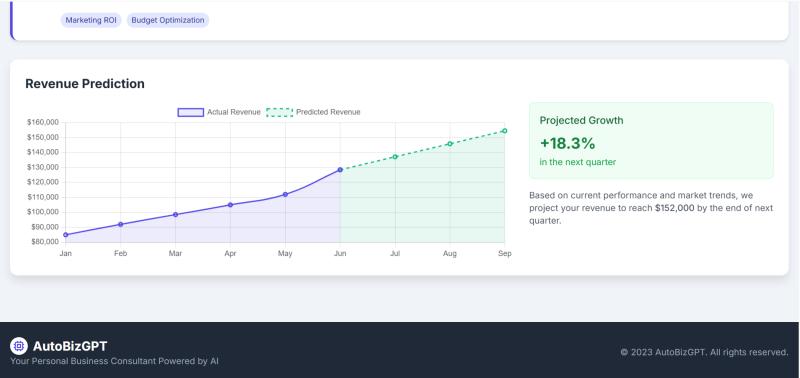 Marketing ROI Budget Optimization
Revenue Prediction
Actual Revenue Predicted Revenue
$160,000
$150,000
$140,000
$130,000
$120,000
$110,000
$100,000
$90,000
$80,000
Jan Feb Mar Apr May Jun Jul Aug Sep
Projected Growth
+18.3%
in the next quarter
Based on current performance and market trends, we
project your revenue to reach $152,000 by the end of next
quarter.
AutoBizGPT
Your Personal Business Consultant Powered by AI
© 2023 AutoBizGPT. All rights reserved.